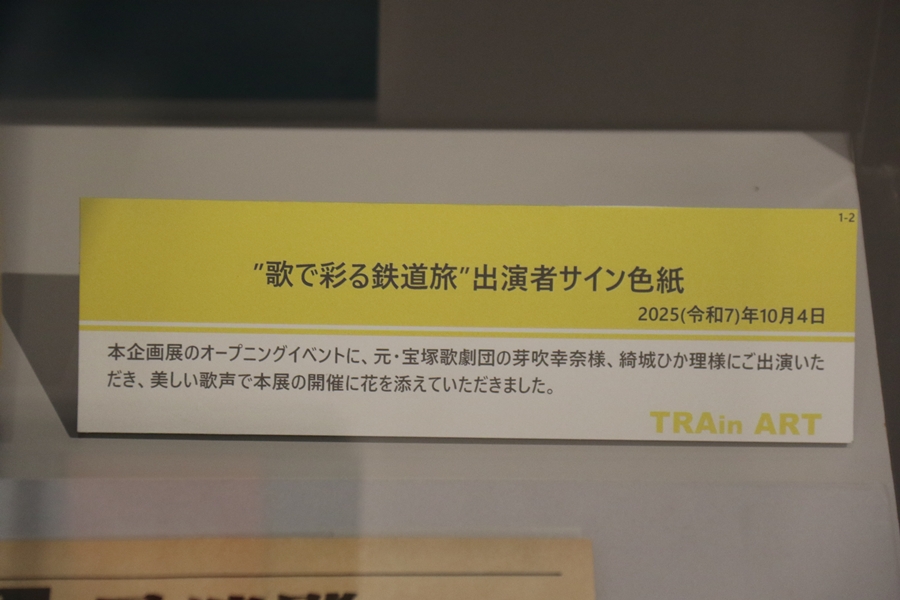 1-2
”歌で彩る鉄道旅”出演者サイン色紙
2025(令和7)年10月4日
本企画展のオープニングイベントに、元・宝塚歌劇団の芽吹幸奈様、綺城ひか理様にご出演いた
だき、美しい歌声で本展の開催に花を添えていただきました。
TRAin ART